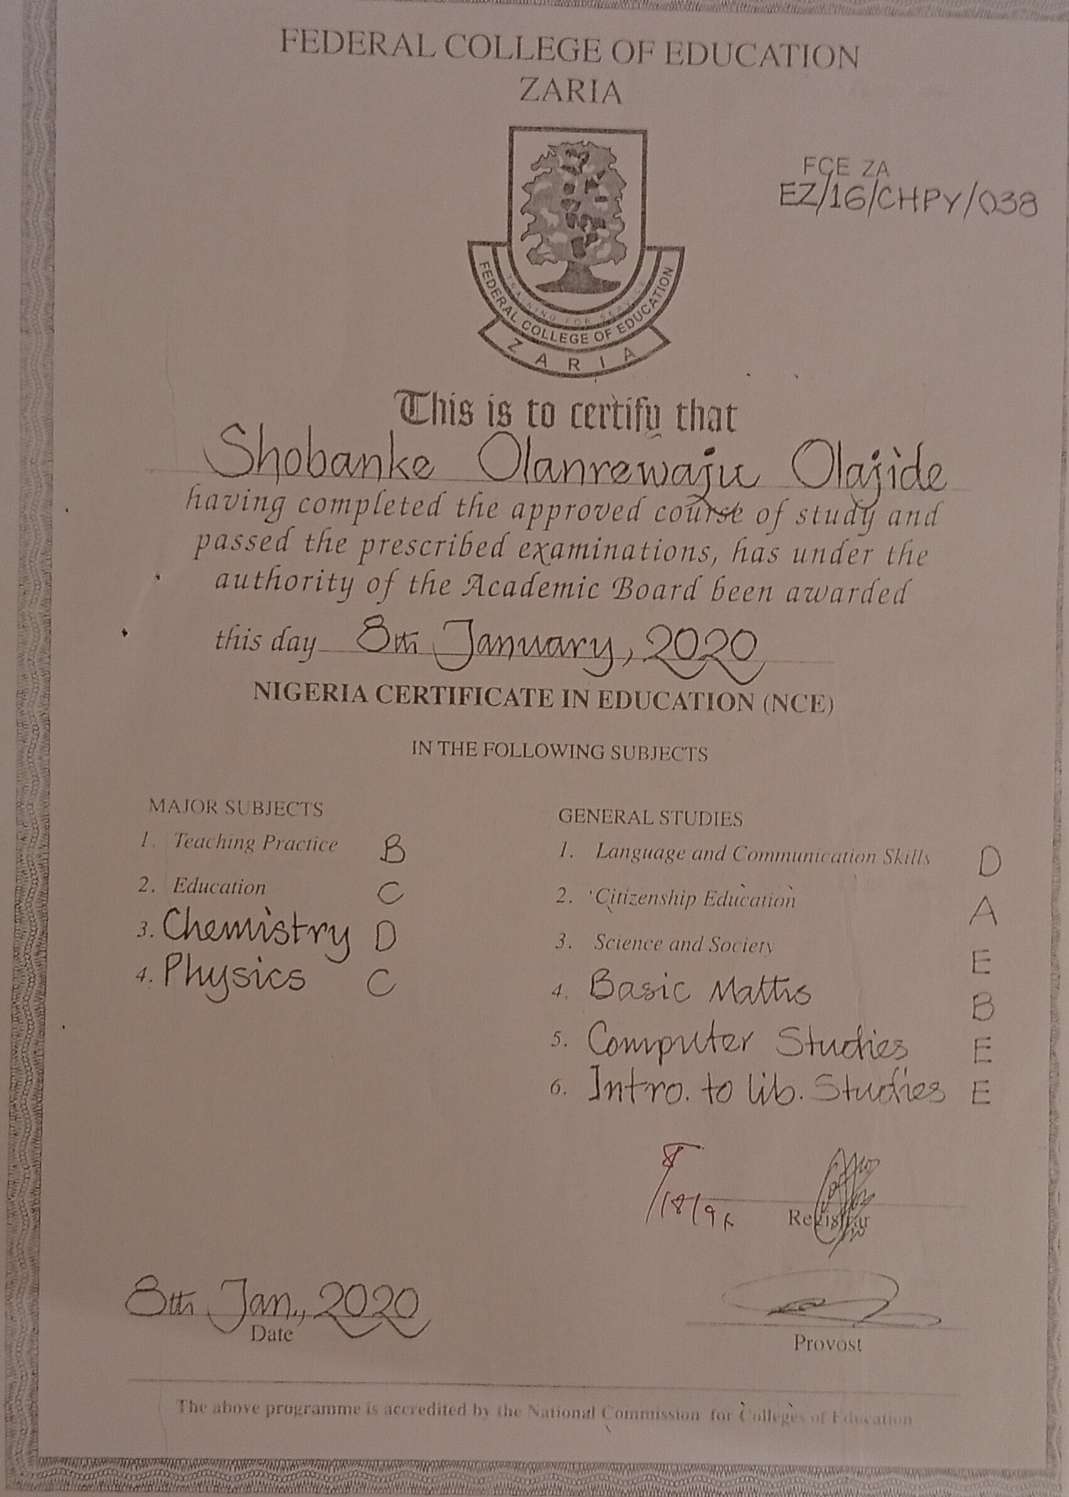 FEDERAL COLLEGE OF EDUCATION
ZARIA
FCE ZA
EZ/16/CHPY/038
TRAINING FOR SERVICE
FEDERAL COLLEGE OF EDUCATION
ZARIA
This is to certify that
Shobanke Olanrewaju Olajide
having completed the approved course of study and
passed the prescribed examinations, has under the
authority of the Academic Board been awarded
this day 8th January, 2020
NIGERIA CERTIFICATE IN EDUCATION (NCE)
IN THE FOLLOWING SUBJECTS
MAJOR SUBJECTS
1. Teaching Practice B
2. Education C
3. Chemistry D
4. Physics C
GENERAL STUDIES
1. Language and Communication Skills D
2. Citizenship Education A
3. Science and Society E
4. Basic Maths B
5. Computer Studies E
6. Intro. to lib. Studies E
Registrar
8th Jan., 2020
Date
Provost
The above programme is accredited by the National Commission for Colleges of Education